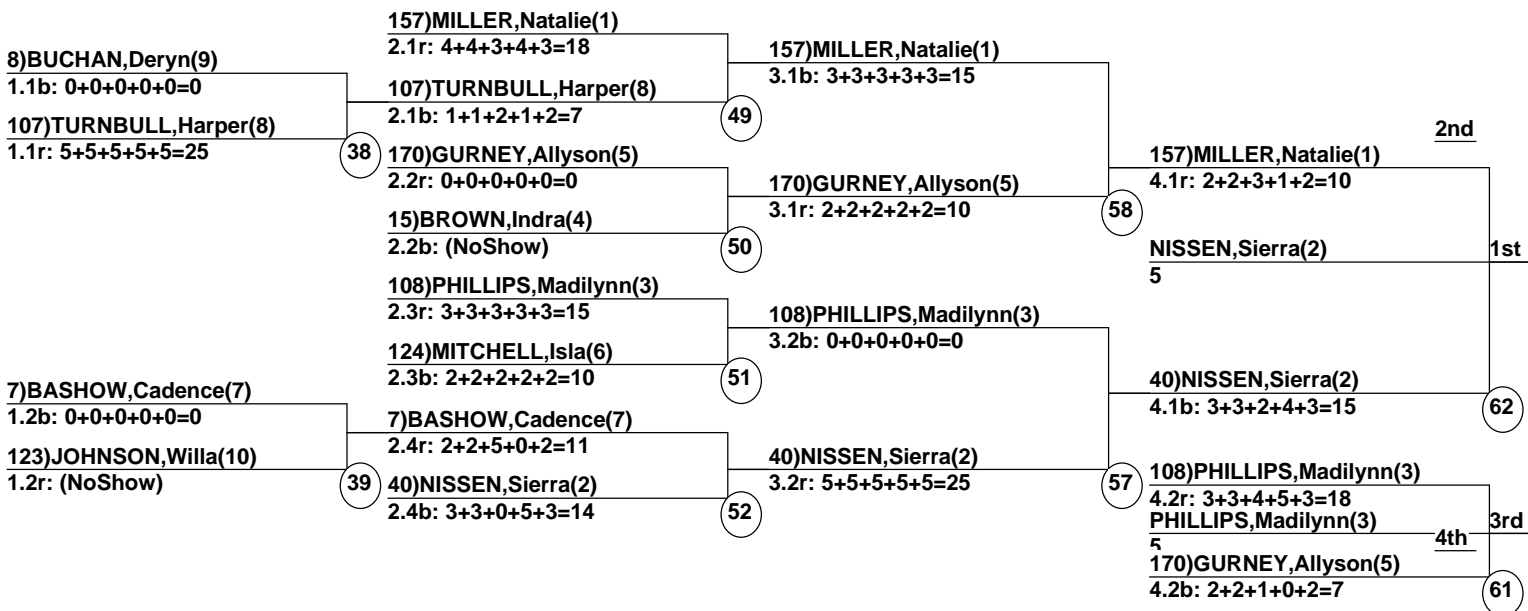 8)BUCHAN,Deryn(9)
1.1b: 0+0+0+0+0=0
107)TURNBULL,Harper(8)
1.1r: 5+5+5+5+5=25
38
7)BASHOW,Cadence(7)
1.2b: 0+0+0+0+0=0
123)JOHNSON,Willa(10)
1.2r: (NoShow)
39
157)MILLER,Natalie(1)
2.1r: 4+4+3+4+3=18
107)TURNBULL,Harper(8)
2.1b: 1+1+2+1+2=7
49
170)GURNEY,Allyson(5)
2.2r: 0+0+0+0+0=0
15)BROWN,Indra(4)
2.2b: (NoShow)
50
108)PHILLIPS,Madilynn(3)
2.3r: 3+3+3+3+3=15
124)MITCHELL,Isla(6)
2.3b: 2+2+2+2+2=10
51
7)BASHOW,Cadence(7)
2.4r: 2+2+5+0+2=11
40)NISSEN,Sierra(2)
2.4b: 3+3+0+5+3=14
52
157)MILLER,Natalie(1)
3.1b: 3+3+3+3+3=15
170)GURNEY,Allyson(5)
3.1r: 2+2+2+2+2=10
58
108)PHILLIPS,Madilynn(3)
3.2b: 0+0+0+0+0=0
40)NISSEN,Sierra(2)
3.2r: 5+5+5+5+5=25
57
2nd
157)MILLER,Natalie(1)
4.1r: 2+2+3+1+2=10
NISSEN,Sierra(2)
1st
5
40)NISSEN,Sierra(2)
4.1b: 3+3+2+4+3=15
62
108)PHILLIPS,Madilynn(3)
4.2r: 3+3+4+5+3=18
PHILLIPS,Madilynn(3)
3rd
5
4th
170)GURNEY,Allyson(5)
4.2b: 2+2+1+0+2=7
61